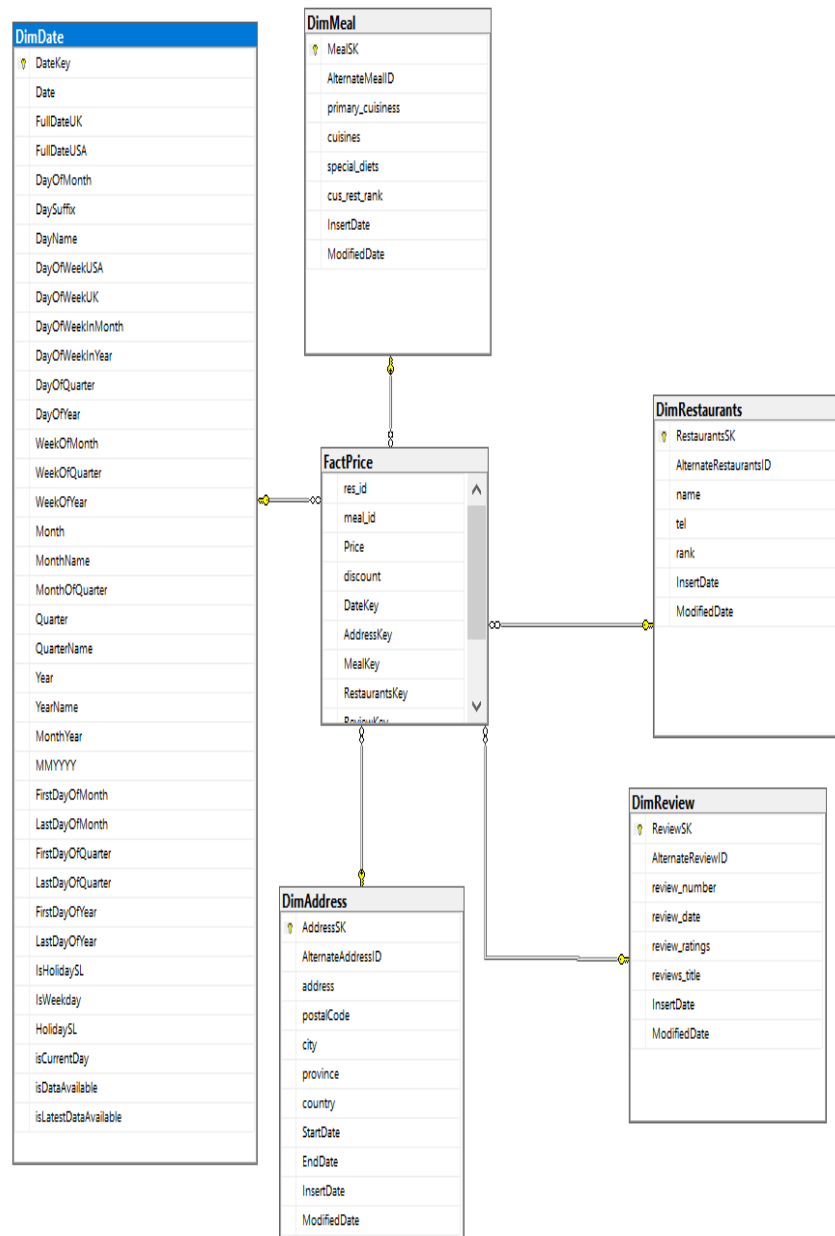 DimDate
DateKey
Date
FullDateUK
FullDateUSA
DayOfMonth
DaySuffix
DayName
DayOfWeekUSA
DayOfWeekUK
DayOfWeekInMonth
DayOfWeekInYear
DayOfQuarter
DayOfYear
WeekOfMonth
WeekOfQuarter
WeekOfYear
Month
MonthName
MonthOfQuarter
Quarter
QuarterName
Year
YearName
MonthYear
MMYYYY
FirstDayOfMonth
LastDayOfMonth
FirstDayOfQuarter
LastDayOfQuarter
FirstDayOfYear
LastDayOfYear
IsHolidaySL
IsWeekday
HolidaySL
isCurrentDay
isDataAvailable
isLatestDataAvailable
DimMeal
MealSK
AlternateMealID
primary_cuisiness
cuisines
special_diets
cus_rest_rank
InsertDate
ModifiedDate
FactPrice
res_id
meal_id
Price
discount
DateKey
AddressKey
MealKey
RestaurantsKey
ReviewKey
DimRestaurants
RestaurantsSK
AlternateRestaurantsID
name
tel
rank
InsertDate
ModifiedDate
DimReview
ReviewSK
AlternateReviewID
review_number
review_date
review_ratings
reviews_title
InsertDate
ModifiedDate
DimAddress
AddressSK
AlternateAddressID
address
postalCode
city
province
country
StartDate
EndDate
InsertDate
ModifiedDate